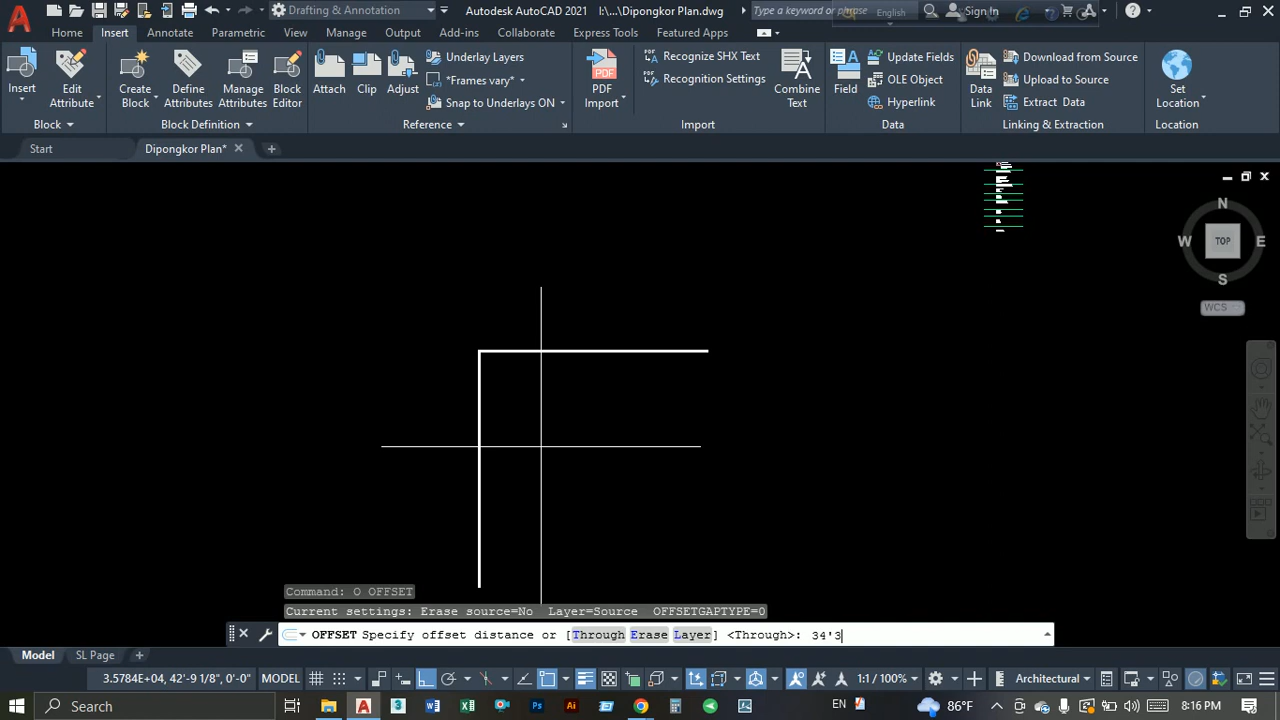 Drafting & Annotation
Autodesk AutoCAD 2021 I:\...\Dipongkor Plan.dwg
Type a keyword or phrase
English
Sign In
Home Insert Annotate Parametric View Manage Output Add-ins Collaborate Express Tools Featured Apps
Insert
Edit Attribute
Block
Create Block
Define Attributes
Manage Attributes
Block Editor
Block Definition
Attach
Clip
Adjust
Underlay Layers
*Frames vary*
Snap to Underlays ON
Reference
PDF Import
Recognize SHX Text
Recognition Settings
Combine Text
Import
Field
Update Fields
OLE Object
Hyperlink
Data
Data Link
Download from Source
Upload to Source
Extract Data
Linking & Extraction
Set Location
Location
Start
Dipongkor Plan*
N
W TOP E
S
WCS
Command: O OFFSET
Current settings: Erase source=No Layer=Source OFFSETGAPTYPE=0
OFFSET Specify offset distance or [Through Erase Layer] <Through>: 34'3
Model SL Page
3.5784E+04, 42'-9 1/8", 0'-0" MODEL 1:1 / 100% Architectural
Search
86°F
EN
8:16 PM